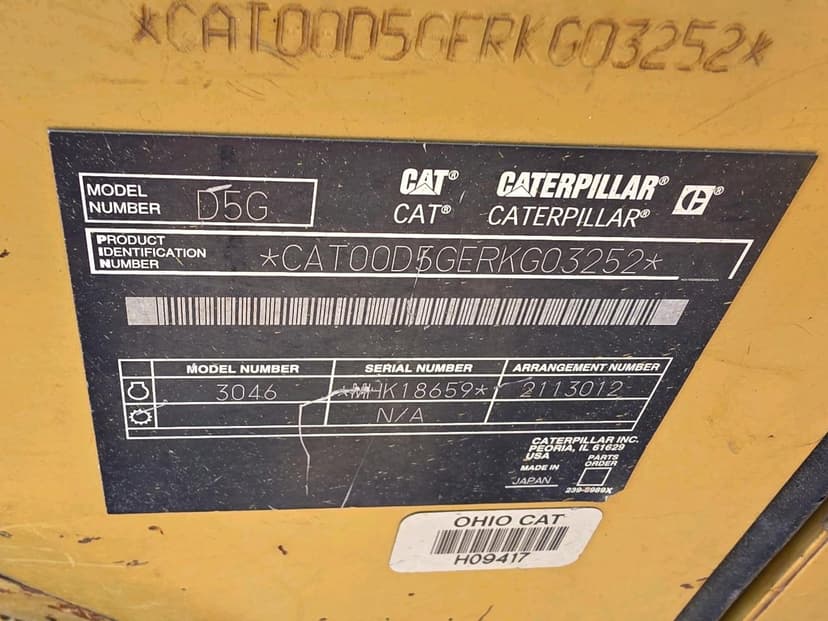 *CAT00D5GERKG03252*
CAT® CATERPILLAR®
CAT® CATERPILLAR®
MODEL NUMBER D5G
PRODUCT IDENTIFICATION NUMBER *CAT00D5GERKG03252*
MODEL NUMBER SERIAL NUMBER ARRANGEMENT NUMBER
3046 *MHK18659* 2113012
N/A
CATERPILLAR INC.
PEORIA, IL 61629
USA
MADE IN JAPAN
PARTS ORDER
239-5989X
OHIO CAT
H09417